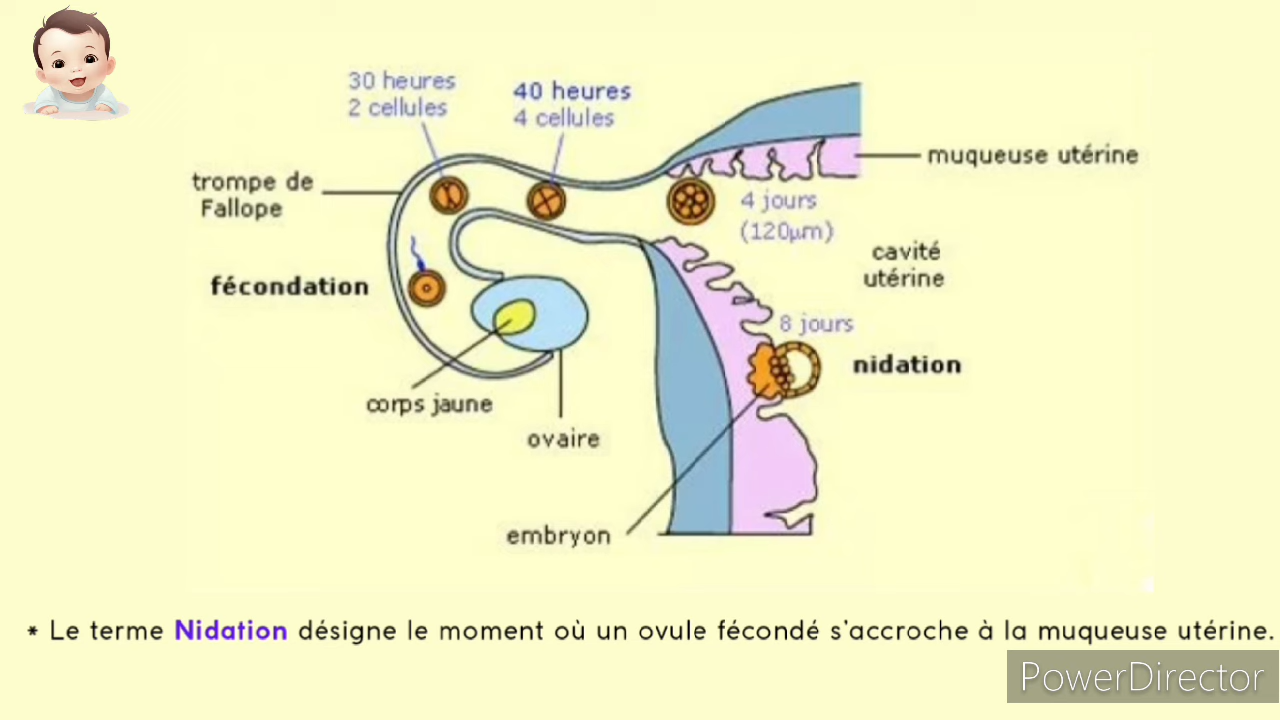 30 heures
2 cellules
40 heures
4 cellules
muqueuse utérine
trompe de
Fallope
4 jours
(120µm)
cavité
utérine
fécondation
8 jours
nidation
corps jaune
ovaire
embryon
* Le terme Nidation désigne le moment où un ovule fécondé s'accroche à la muqueuse utérine.
PowerDirector